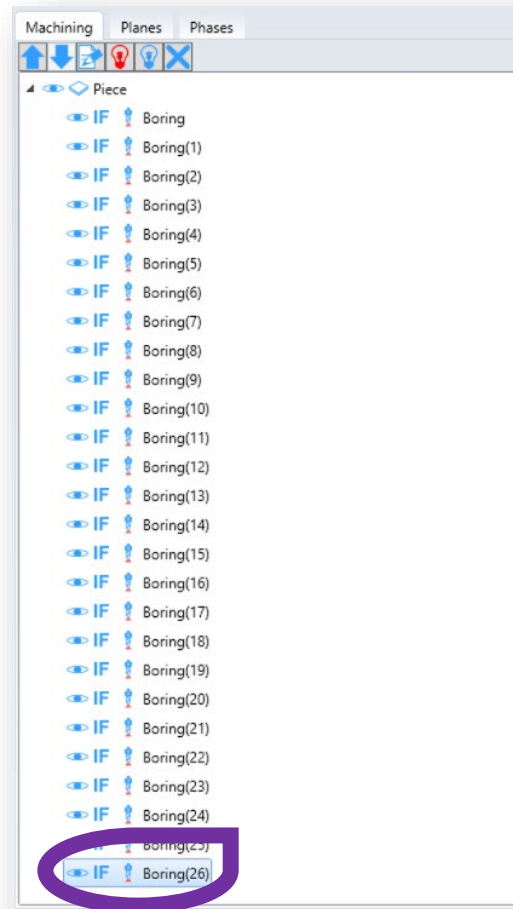 Machining Planes Phases
Piece
IF Boring
IF Boring(1)
IF Boring(2)
IF Boring(3)
IF Boring(4)
IF Boring(5)
IF Boring(6)
IF Boring(7)
IF Boring(8)
IF Boring(9)
IF Boring(10)
IF Boring(11)
IF Boring(12)
IF Boring(13)
IF Boring(14)
IF Boring(15)
IF Boring(16)
IF Boring(17)
IF Boring(18)
IF Boring(19)
IF Boring(20)
IF Boring(21)
IF Boring(22)
IF Boring(23)
IF Boring(24)
IF Boring(25)
IF Boring(26)